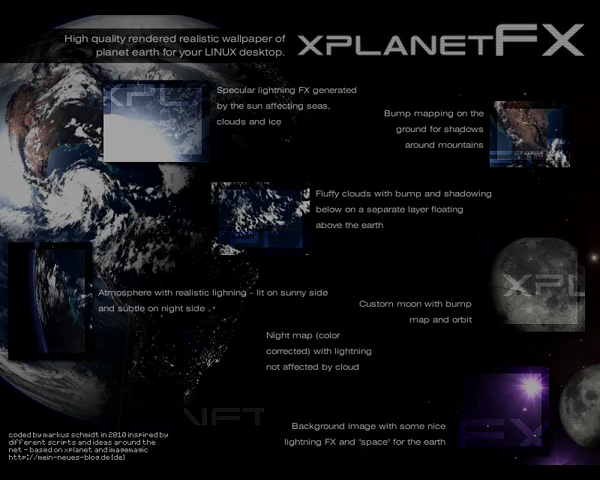 High quality rendered realistic wallpaper of
planet earth for your LINUX desktop.
XPLANETFX
Specular lightning FX generated
by the sun affecting seas,
clouds and ice
Bump mapping on the
ground for shadows
around mountains
Fluffy clouds with bump and shadowing
below on a separate layer floating
above the earth
Atmosphere with realistic lighning - lit on sunny side
and subtle on night side .
Custom moon with bump
map and orbit
Night map (color
corrected) with lightning
not affected by cloud
Background image with some nice
lightning FX and "space" for the earth
coded by markus schmidt in 2010 inspired by
different scripts and ideas around the
net - based on xplanet and imagemagic
http://mein-neues-blog.de [de]
XPL
XPL
FX